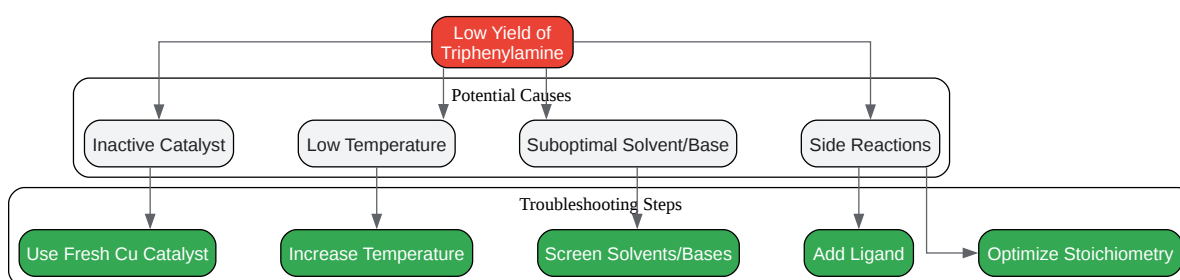 Low Yield of
Triphenylamine
Potential Causes
Inactive Catalyst
Low Temperature
Suboptimal Solvent/Base
Side Reactions
Troubleshooting Steps
Use Fresh Cu Catalyst
Increase Temperature
Screen Solvents/Bases
Add Ligand
Optimize Stoichiometry